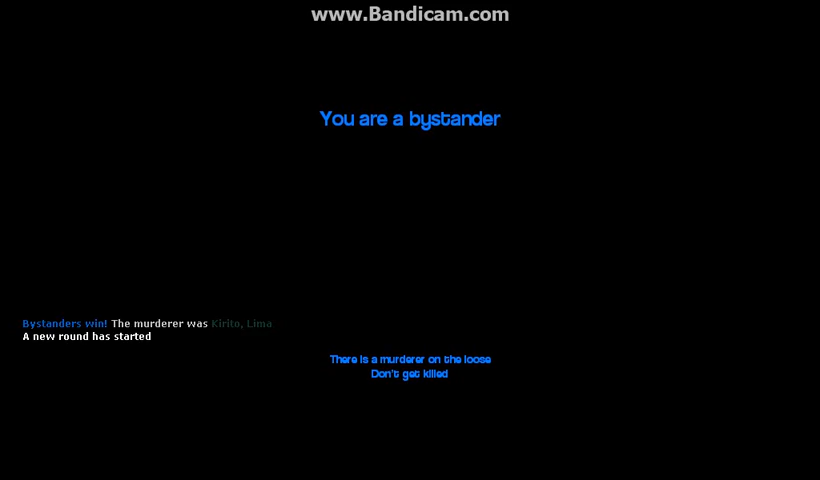 www.Bandicam.com
You are a bystander
Bystanders win! The murderer was Kirito, Lima
A new round has started
There is a murderer on the loose
Don't get killed